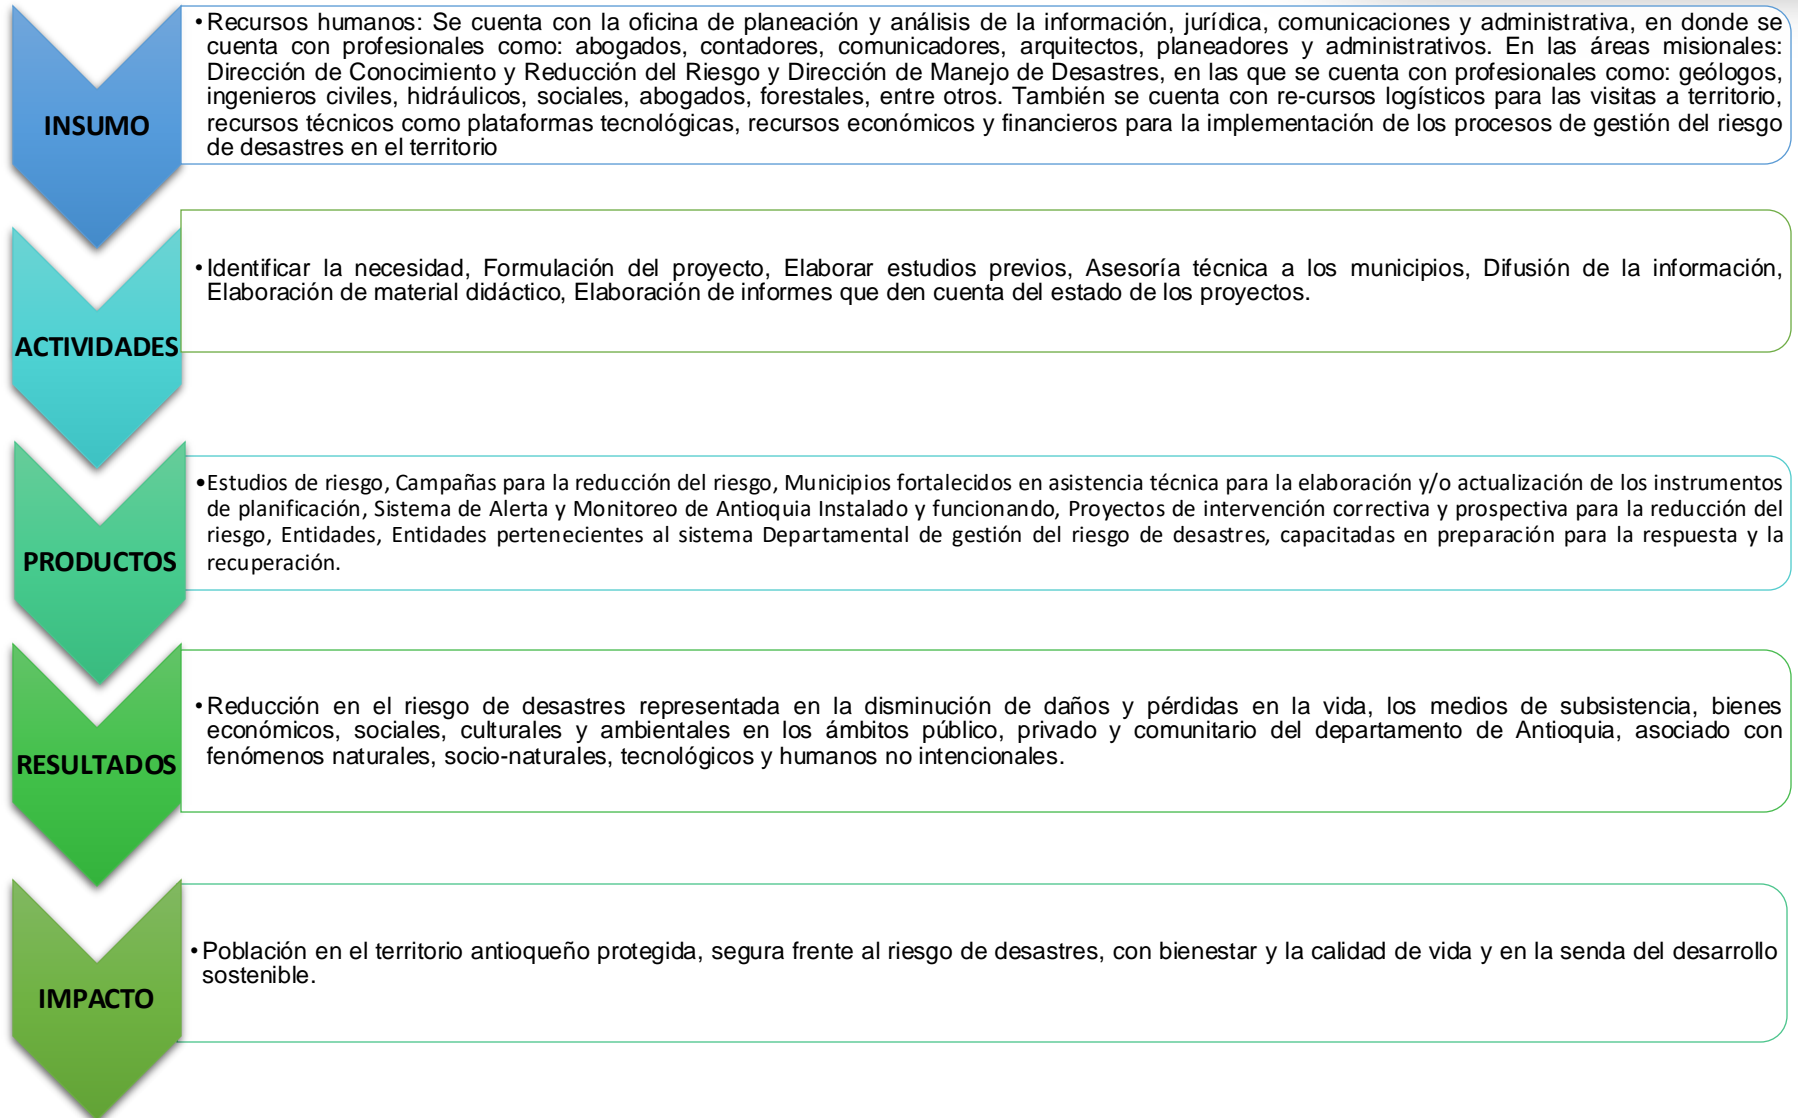 INSUMO
• Recursos humanos: Se cuenta con la oficina de planeación y análisis de la información, jurídica, comunicaciones y administrativa, en donde se
cuenta con profesionales como: abogados, contadores, comunicadores, arquitectos, planeadores y administrativos. En las áreas misionales:
Dirección de Conocimiento y Reducción del Riesgo y Dirección de Manejo de Desastres, en las que se cuenta con profesionales como: geólogos,
ingenieros civiles, hidráulicos, sociales, abogados, forestales, entre otros. También se cuenta con re-cursos logísticos para las visitas a territorio,
recursos técnicos como plataformas tecnológicas, recursos económicos y financieros para la implementación de los procesos de gestión del riesgo
de desastres en el territorio
ACTIVIDADES
• Identificar la necesidad, Formulación del proyecto, Elaborar estudios previos, Asesoría técnica a los municipios, Difusión de la información,
Elaboración de material didáctico, Elaboración de informes que den cuenta del estado de los proyectos.
PRODUCTOS
• Estudios de riesgo, Campañas para la reducción del riesgo, Municipios fortalecidos en asistencia técnica para la elaboración y/o actualización de los instrumentos
de planificación, Sistema de Alerta y Monitoreo de Antioquia Instalado y funcionando, Proyectos de intervención correctiva y prospectiva para la reducción del
riesgo, Entidades, Entidades pertenecientes al sistema Departamental de gestión del riesgo de desastres, capacitadas en preparación para la respuesta y la
recuperación.
RESULTADOS
• Reducción en el riesgo de desastres representada en la disminución de daños y pérdidas en la vida, los medios de subsistencia, bienes
económicos, sociales, culturales y ambientales en los ámbitos público, privado y comunitario del departamento de Antioquia, asociado con
fenómenos naturales, socio-naturales, tecnológicos y humanos no intencionales.
IMPACTO
• Población en el territorio antioqueño protegida, segura frente al riesgo de desastres, con bienestar y la calidad de vida y en la senda del desarrollo
sostenible.